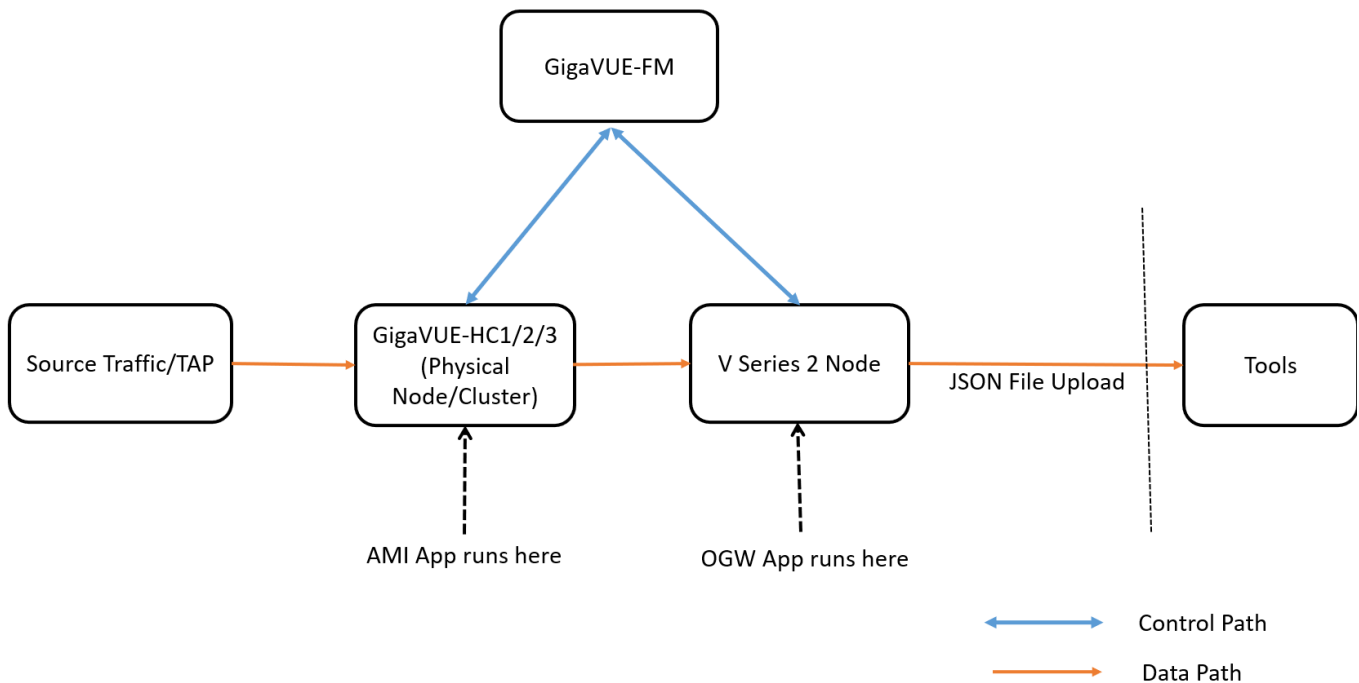 GigaVUE-FM
Source Traffic/TAP
GigaVUE-HC1/2/3
(Physical
Node/Cluster)
V Series 2 Node
JSON File Upload
Tools
AMI App runs here
OGW App runs here
Control Path
Data Path